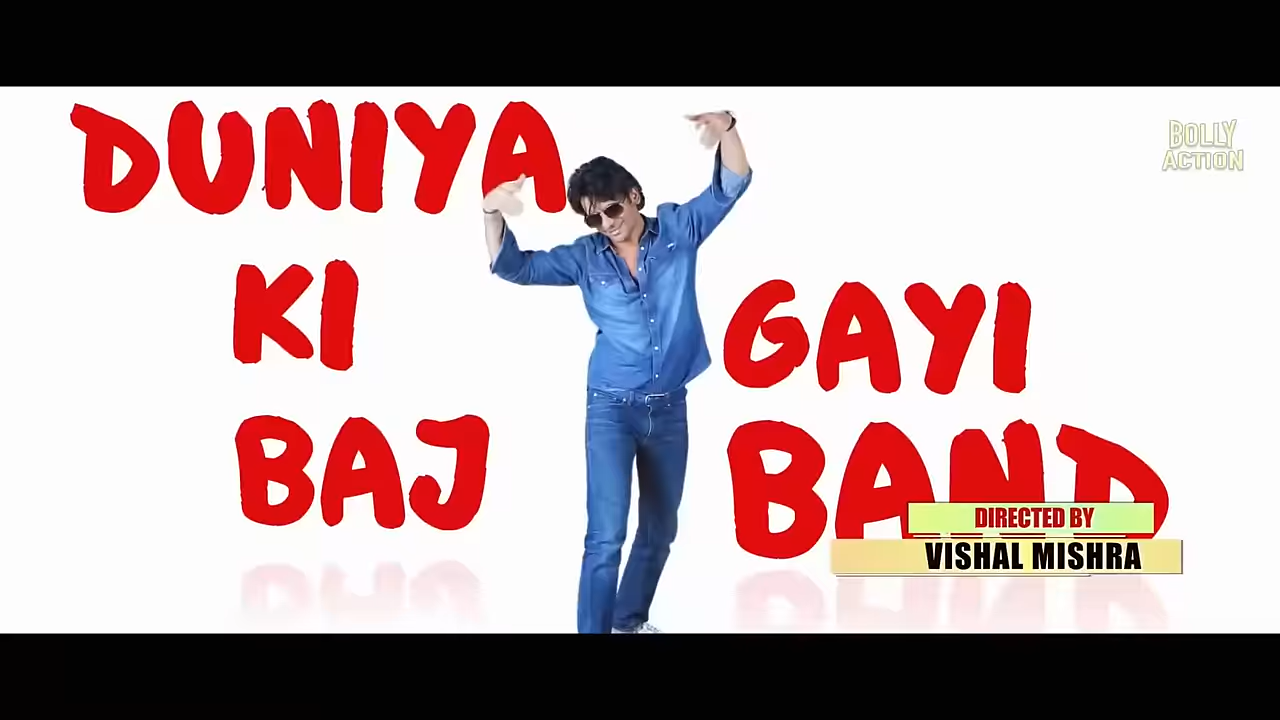 DUNIYA
KI
BAJ
GAYI
BAND
BOLLY
ACTION
DIRECTED BY
VISHAL MISHRA